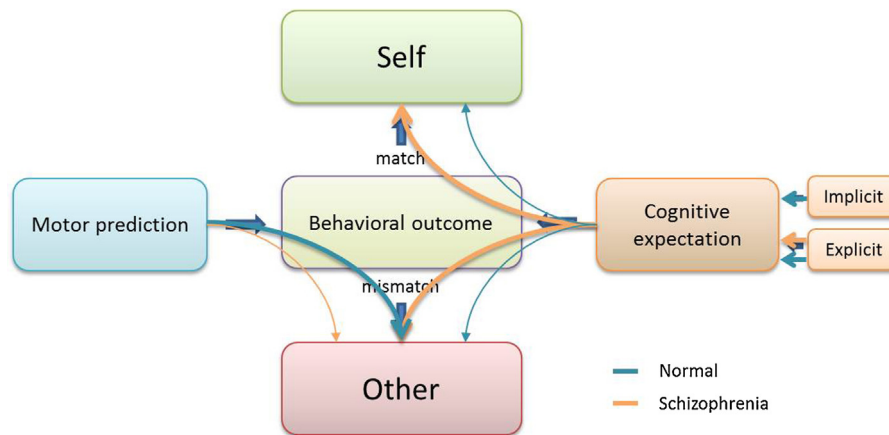 Self
match
Motor prediction
Behavioral outcome
Cognitive
expectation
Implicit
Explicit
mismatch
Other
Normal
Schizophrenia